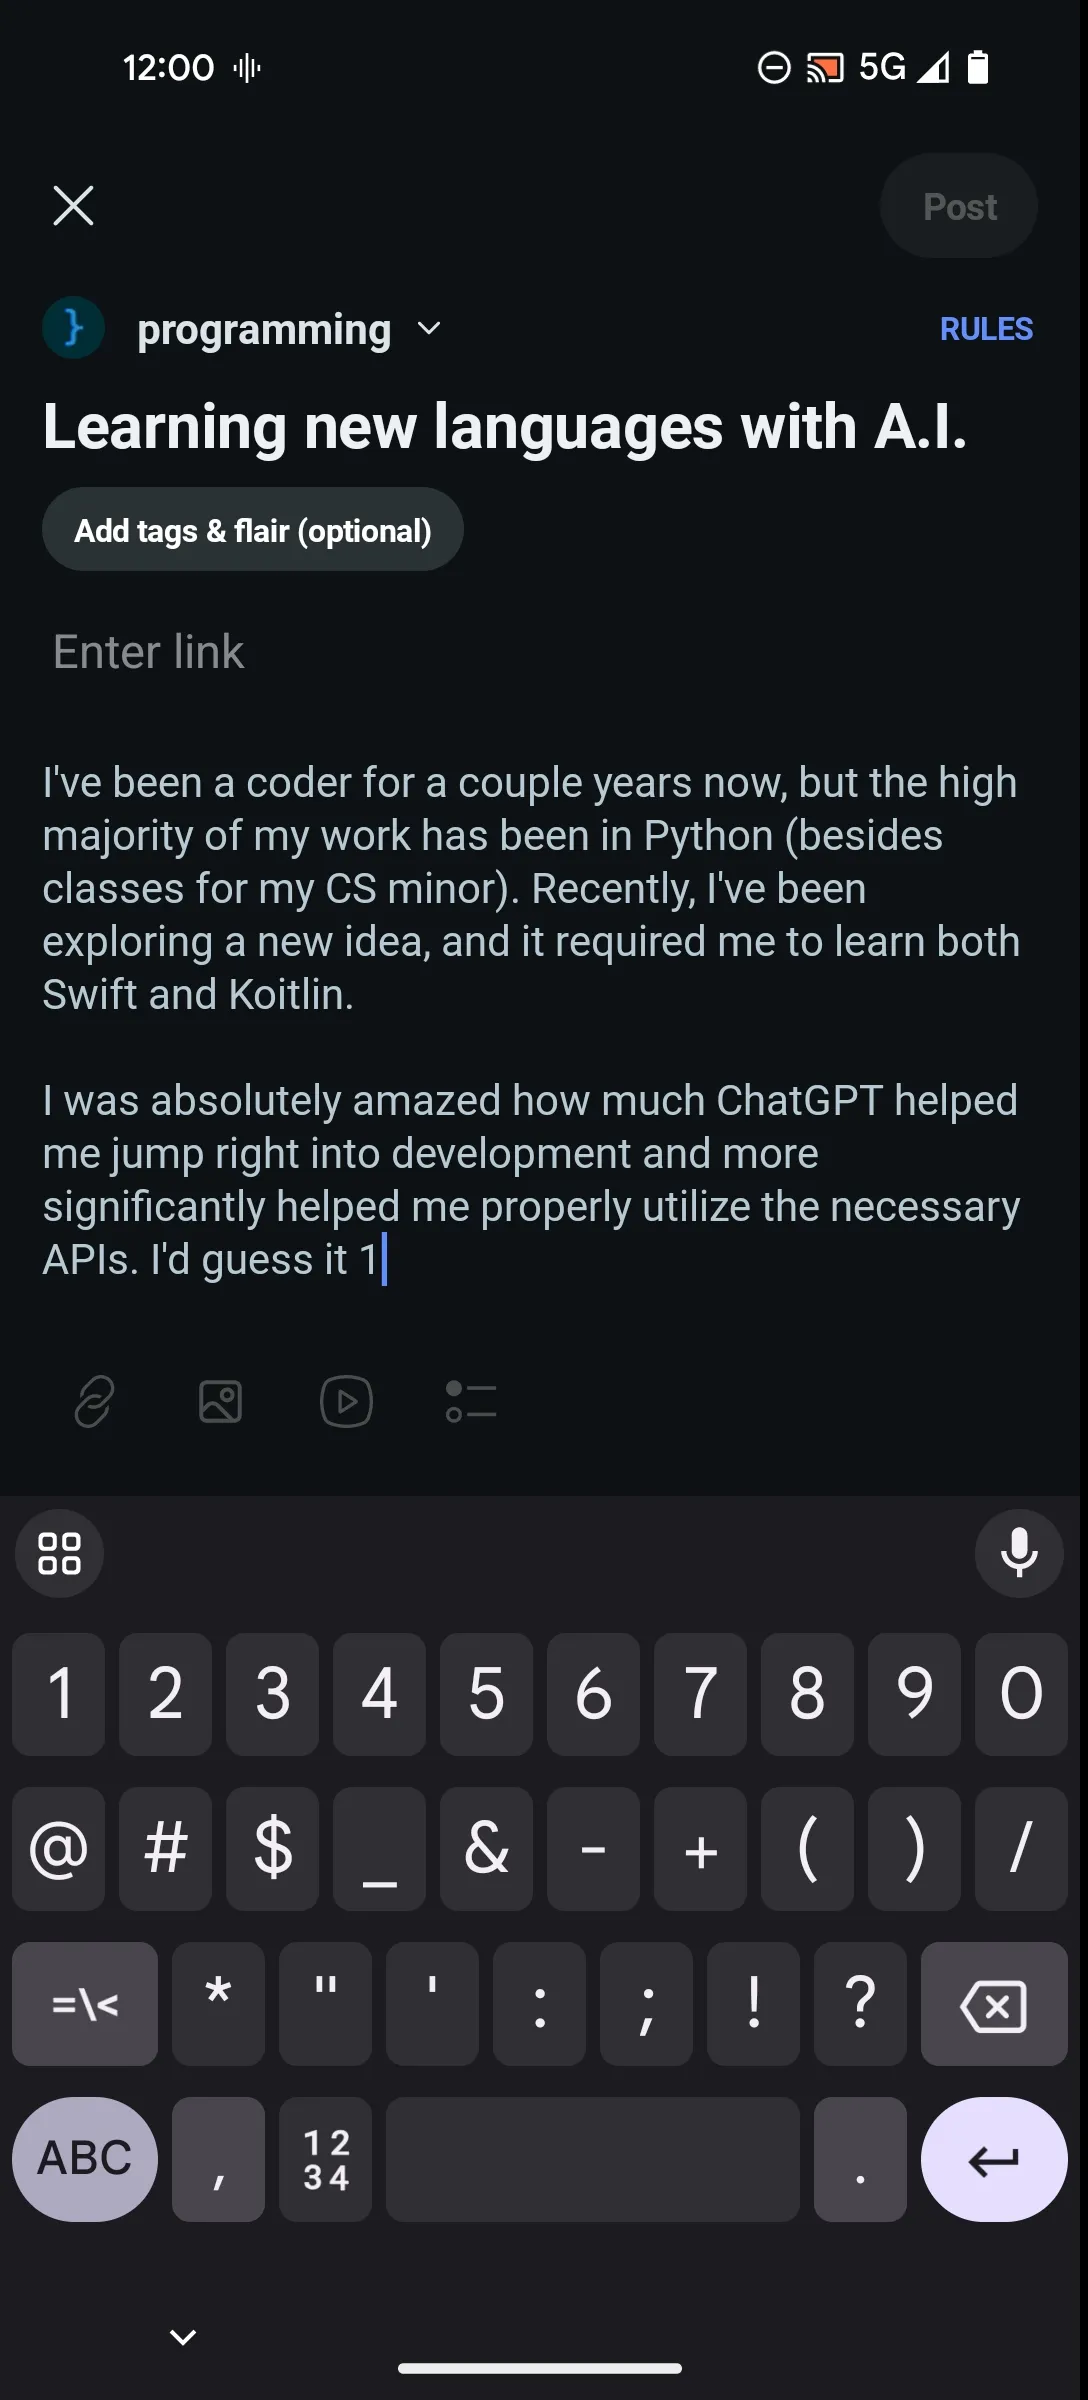 12:00 5G
Post
programming RULES
Learning new languages with A.I.
Add tags & flair (optional)
Enter link
I've been a coder for a couple years now, but the high
majority of my work has been in Python (besides
classes for my CS minor). Recently, I've been
exploring a new idea, and it required me to learn both
Swift and Koitlin.
I was absolutely amazed how much ChatGPT helped
me jump right into development and more
significantly helped me properly utilize the necessary
APIs. I'd guess it 1
1 2 3 4 5 6 7 8 9 0
@ # $ _ & - + ( ) /
=\< * " ' : ; ! ?
ABC , 12 .
34